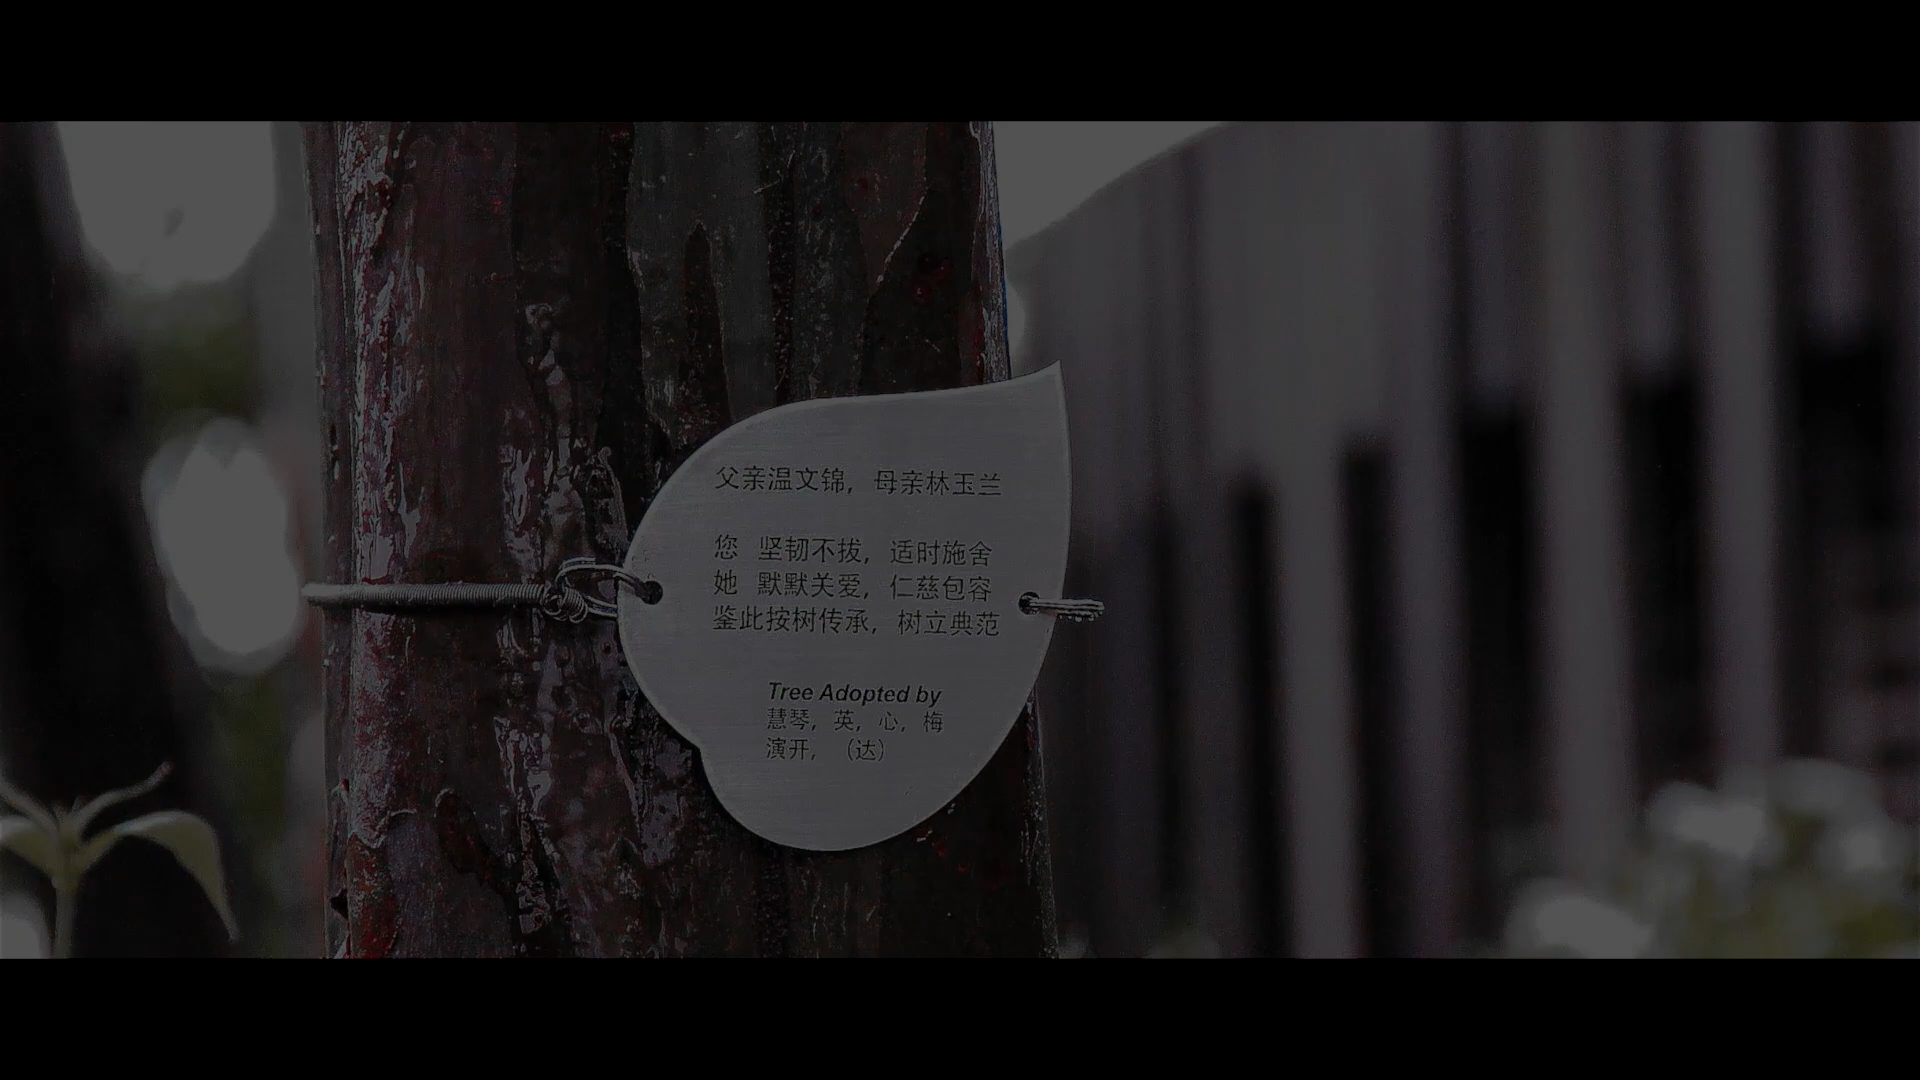 父亲温文锦，母亲林玉兰
您 坚韧不拔，适时施舍
她 默默关爱，仁慈包容
鉴此按树传承，树立典范
Tree Adopted by
慧琴，英，心，梅
演开，（达）